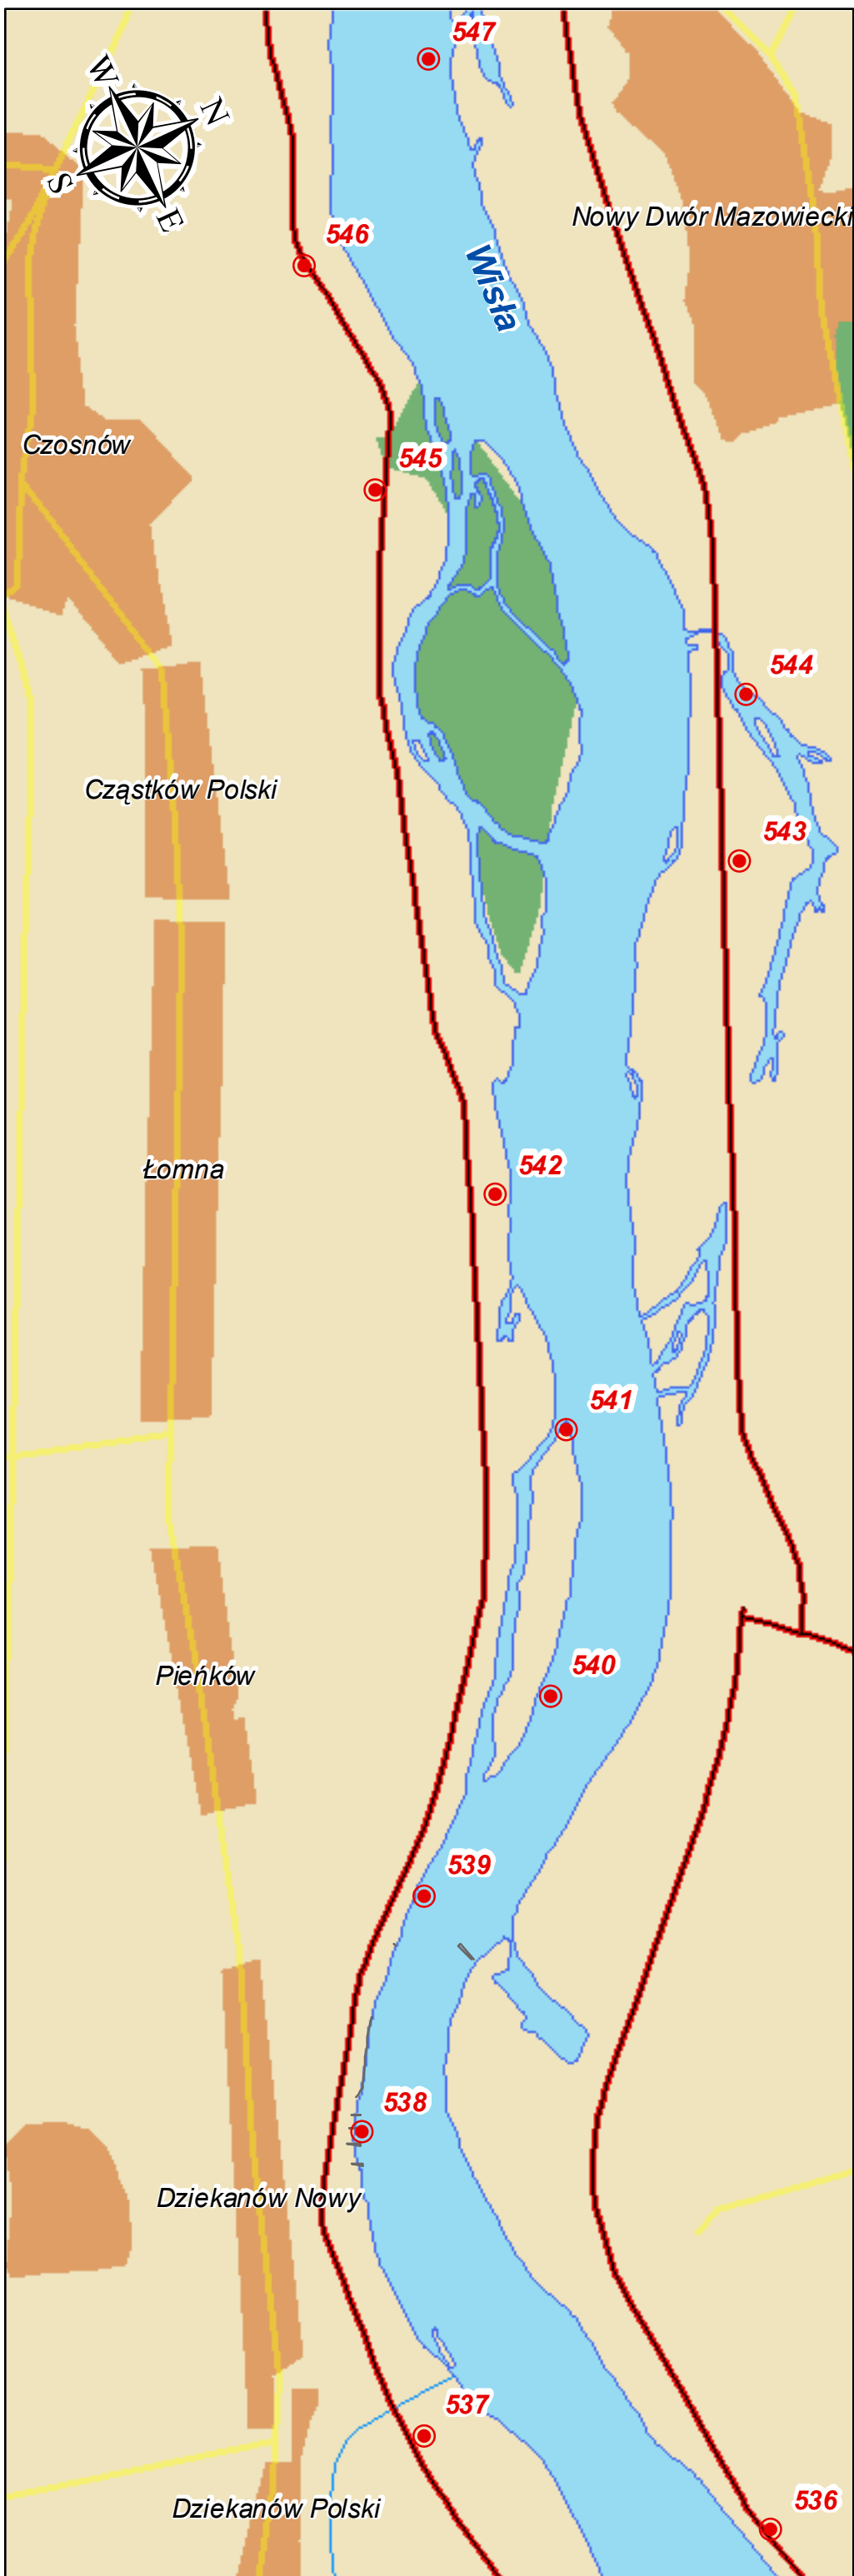 547
W
N
S
E
Nowy Dwór Mazowiecki
546
Wisła
Czosnów
545
544
Cząstków Polski
543
542
Łomna
541
540
Pieńków
539
538
Dziekanów Nowy
537
536
Dziekanów Polski